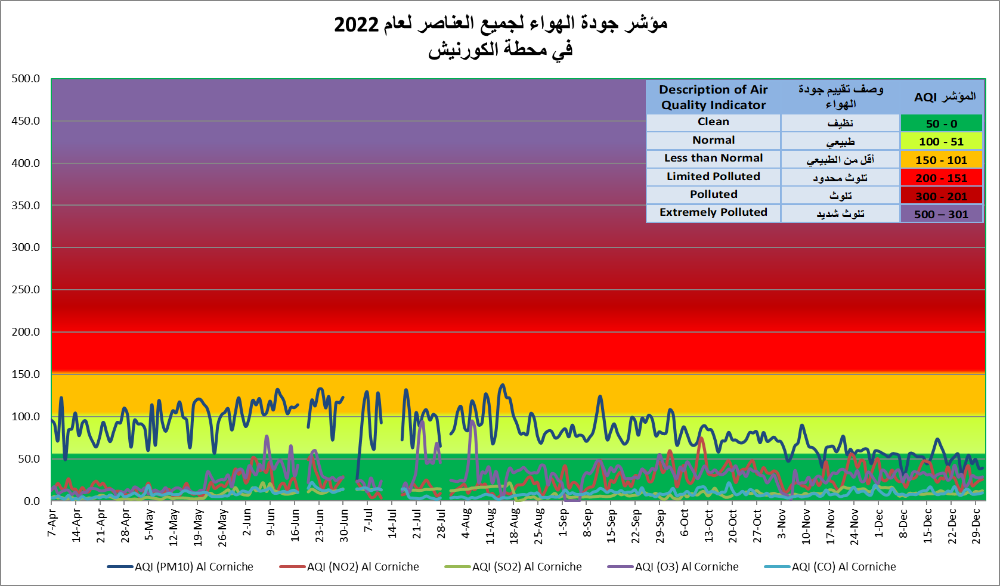 مؤشر جودة الهواء لجميع العناصر لعام 2022
في محطة الكورنيش
500.0
450.0
400.0
350.0
300.0
250.0
200.0
150.0
100.0
50.0
0.0
Description of Air Quality Indicator وصف تقييم جودة الهواء المؤشر AQI
Clean نظيف 50 - 0
Normal طبيعي 100 - 51
Less than Normal أقل من الطبيعي 150 - 101
Limited Polluted تلوث محدود 200 - 151
Polluted تلوث 300 - 201
Extremely Polluted تلوث شديد 500 – 301
7-Apr 14-Apr 21-Apr 28-Apr 5-May 12-May 19-May 26-May 2-Jun 9-Jun 16-Jun 23-Jun 30-Jun 7-Jul 14-Jul 21-Jul 28-Jul 4-Aug 11-Aug 18-Aug 25-Aug 1-Sep 8-Sep 15-Sep 22-Sep 29-Sep 6-Oct 13-Oct 20-Oct 27-Oct 3-Nov 10-Nov 17-Nov 24-Nov 1-Dec 8-Dec 15-Dec 22-Dec 29-Dec
AQI (PM10) Al Corniche AQI (NO2) Al Corniche AQI (SO2) Al Corniche AQI (O3) Al Corniche AQI (CO) Al Corniche